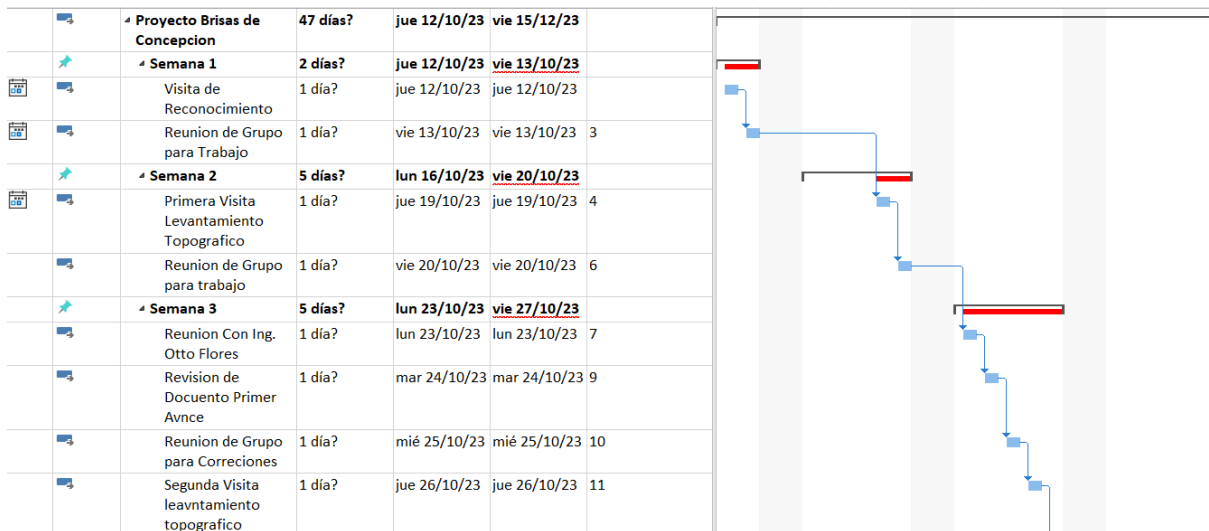 Proyecto Brisas de 47 días? jue 12/10/23 vie 15/12/23
Concepcion
Semana 1 2 días? jue 12/10/23 vie 13/10/23
Visita de 1 día? jue 12/10/23 jue 12/10/23
Reconocimiento
Reunion de Grupo 1 día? vie 13/10/23 vie 13/10/23 3
para Trabajo
Semana 2 5 días? lun 16/10/23 vie 20/10/23
Primera Visita 1 día? jue 19/10/23 jue 19/10/23 4
Levantamiento
Topografico
Reunion de Grupo 1 día? vie 20/10/23 vie 20/10/23 6
para trabajo
Semana 3 5 días? lun 23/10/23 vie 27/10/23
Reunion Con Ing. 1 día? lun 23/10/23 lun 23/10/23 7
Otto Flores
Revision de 1 día? mar 24/10/23 mar 24/10/23 9
Docuento Primer
Avnce
Reunion de Grupo 1 día? mié 25/10/23 mié 25/10/23 10
para Correciones
Segunda Visita 1 día? jue 26/10/23 jue 26/10/23 11
leavntamiento
topografico